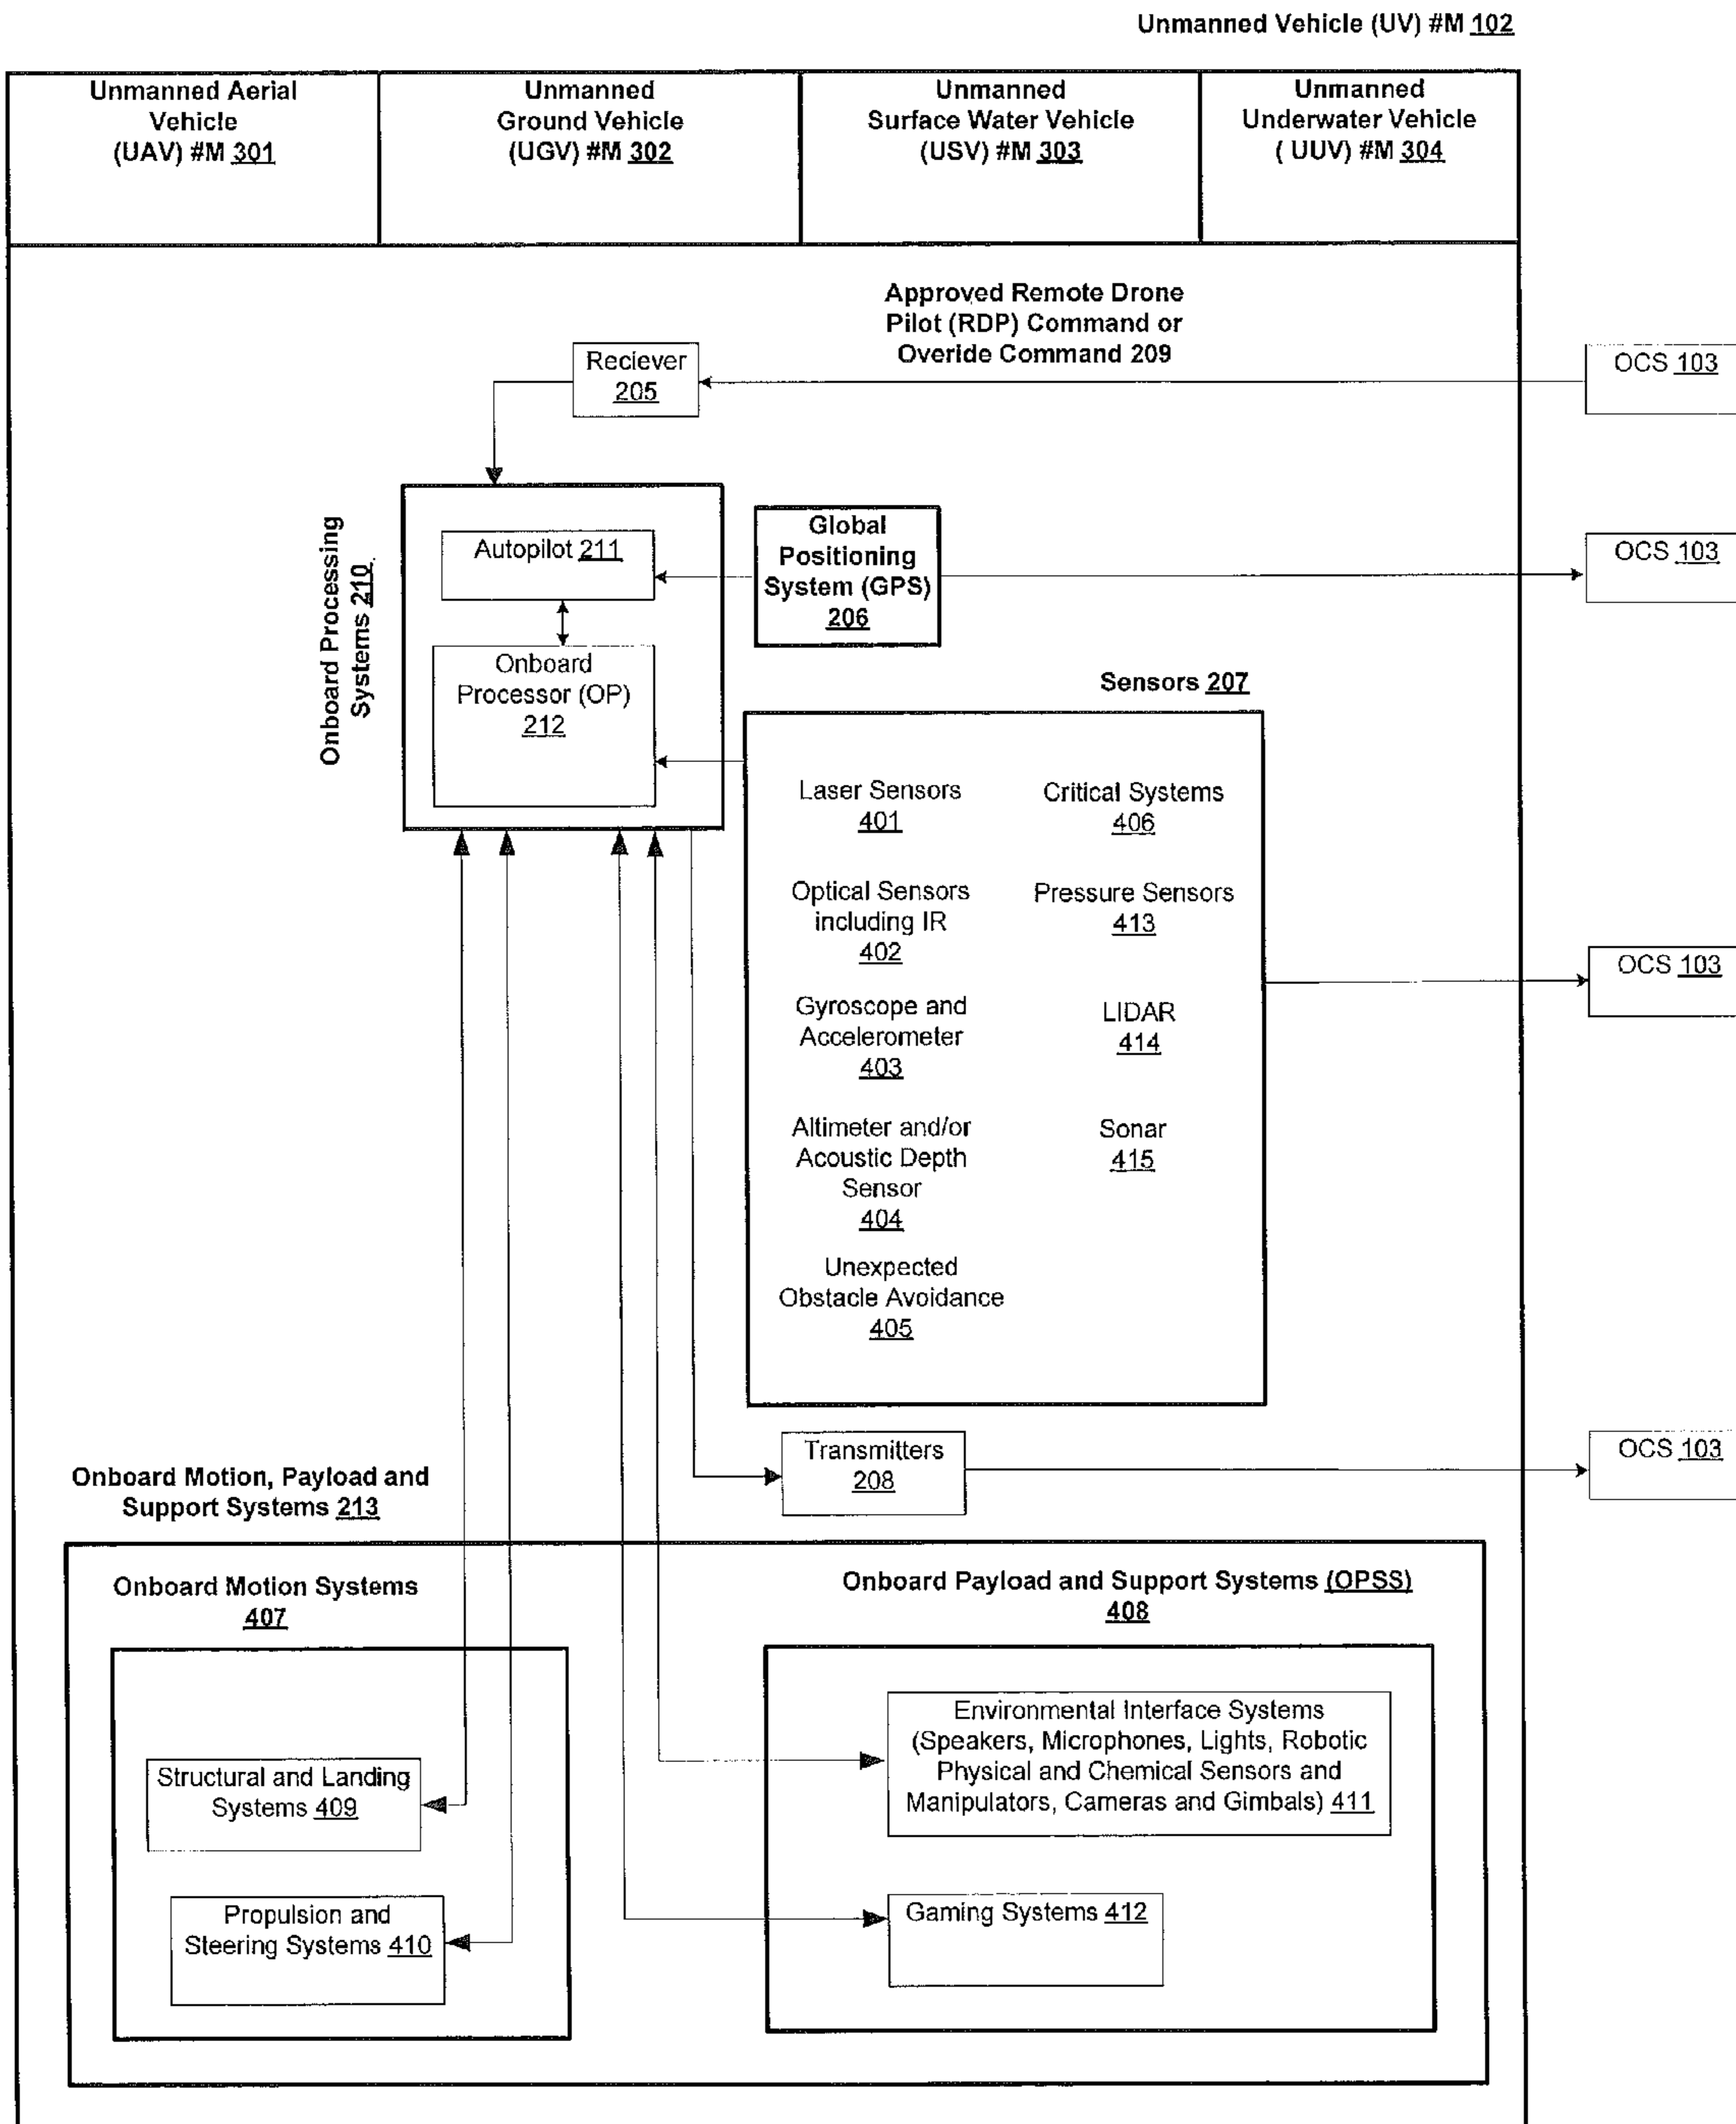 Unmanned Vehicle (UV) #M 102
Unmanned Aerial
Vehicle
(UAV) #M 301
Unmanned
Ground Vehicle
(UGV) #M 302
Unmanned
Surface Water Vehicle
(USV) #M 303
Unmanned
Underwater Vehicle
( UUV) #M 304
Approved Remote Drone
Pilot (RDP) Command or
Overide Command 209
Reciever
205
OCS 103
Onboard Processing
Systems 210
Autopilot 211
Global
Positioning
System (GPS)
206
OCS 103
Onboard
Processor (OP)
212
Sensors 207
Laser Sensors
401
Optical Sensors
including IR
402
Gyroscope and
Accelerometer
403
Altimeter and/or
Acoustic Depth
Sensor
404
Unexpected
Obstacle Avoidance
405
Critical Systems
406
Pressure Sensors
413
LIDAR
414
Sonar
415
OCS 103
Transmitters
208
OCS 103
Onboard Motion, Payload and
Support Systems 213
Onboard Motion Systems
407
Structural and Landing
Systems 409
Propulsion and
Steering Systems 410
Onboard Payload and Support Systems (OPSS)
408
Environmental Interface Systems
(Speakers, Microphones, Lights, Robotic
Physical and Chemical Sensors and
Manipulators, Cameras and Gimbals) 411
Gaming Systems 412